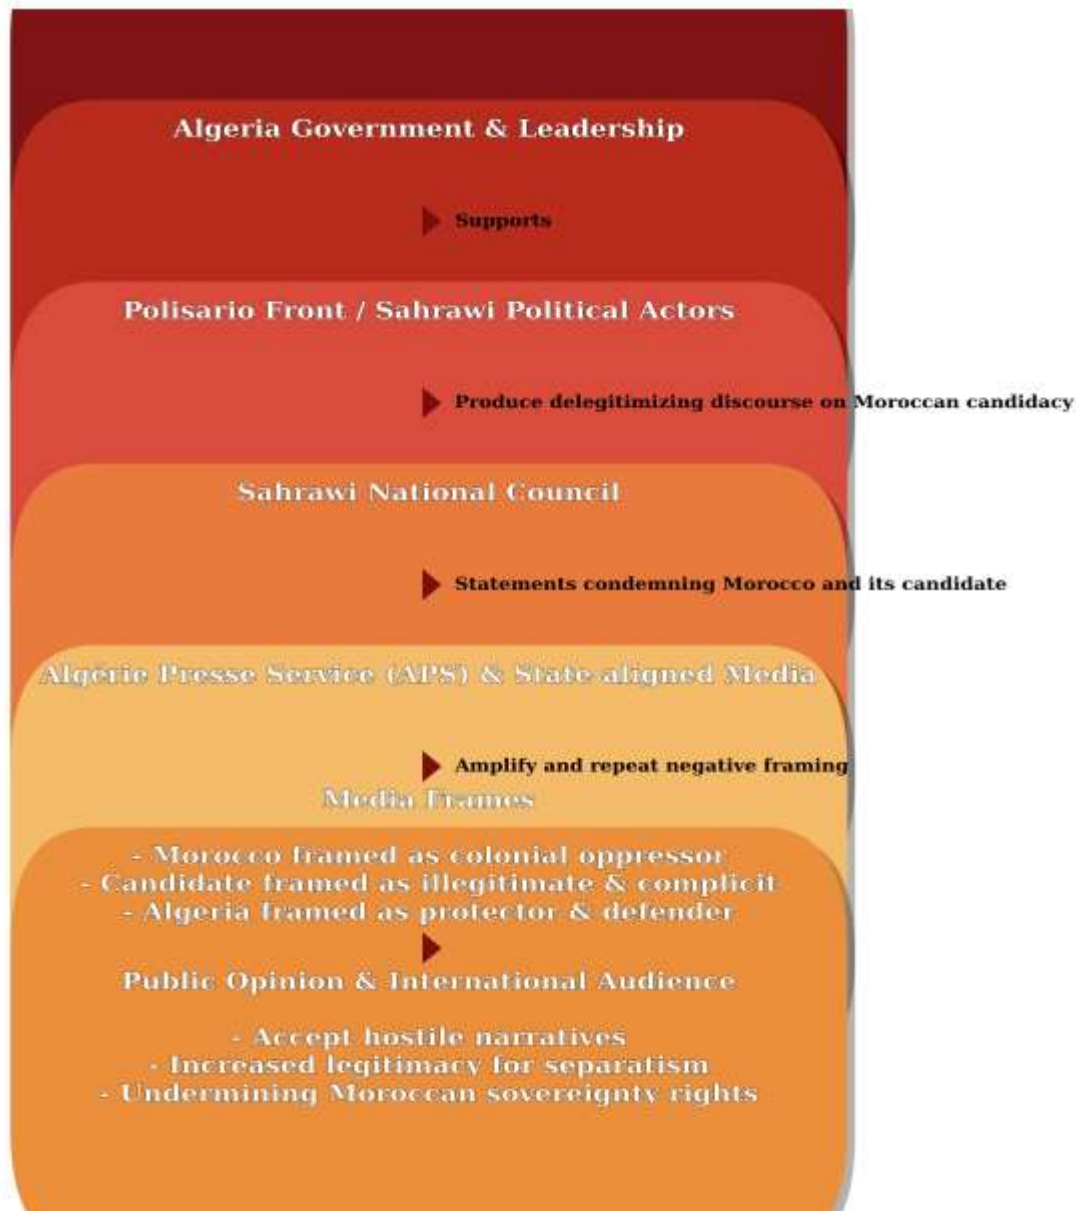 Algeria Government & Leadership
Supports
Polisario Front / Sahrawi Political Actors
Produce delegitimizing discourse on Moroccan candidacy
Sahrawi National Council
Statements condemning Morocco and its candidate
Algérie Presse Service (APS) & State-aligned Media
Amplify and repeat negative framing
Media Frames
- Morocco framed as colonial oppressor
- Candidate framed as illegitimate & complicit
- Algeria framed as protector & defender
Public Opinion & International Audience
- Accept hostile narratives
- Increased legitimacy for separatism
- Undermining Moroccan sovereignty rights